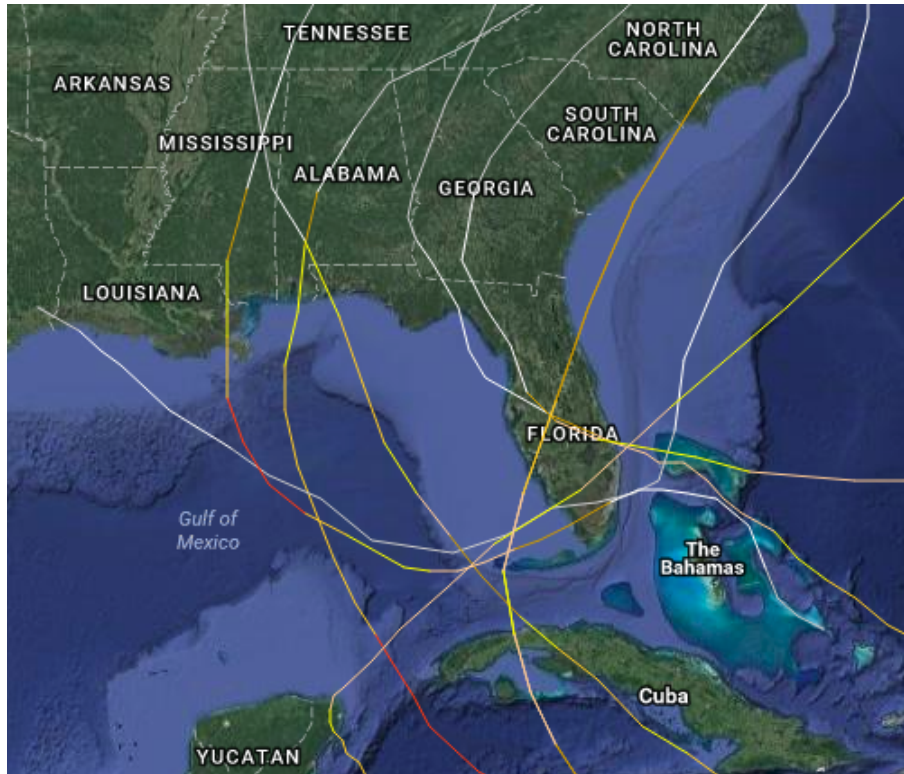 TENNESSEE
NORTH
CAROLINA
ARKANSAS
SOUTH
CAROLINA
MISSISSIPPI
ALABAMA
GEORGIA
LOUISIANA
FLORIDA
Gulf of
Mexico
The
Bahamas
Cuba
YUCATAN